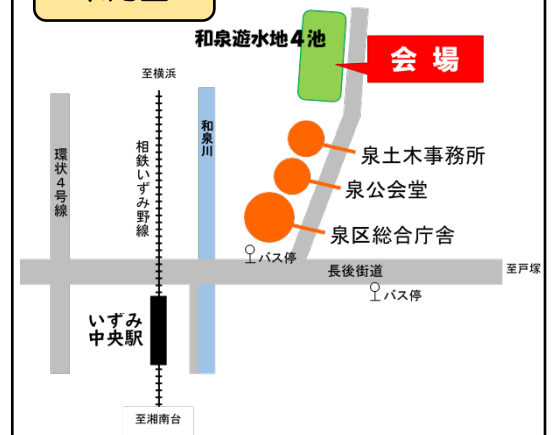 和泉遊水地4池
会場
至横浜
環状4号線
相鉄いずみ野線
和泉川
泉土木事務所
泉公会堂
泉区総合庁舎
バス停
長後街道
至戸塚
バス停
いずみ
中央駅
至湘南台